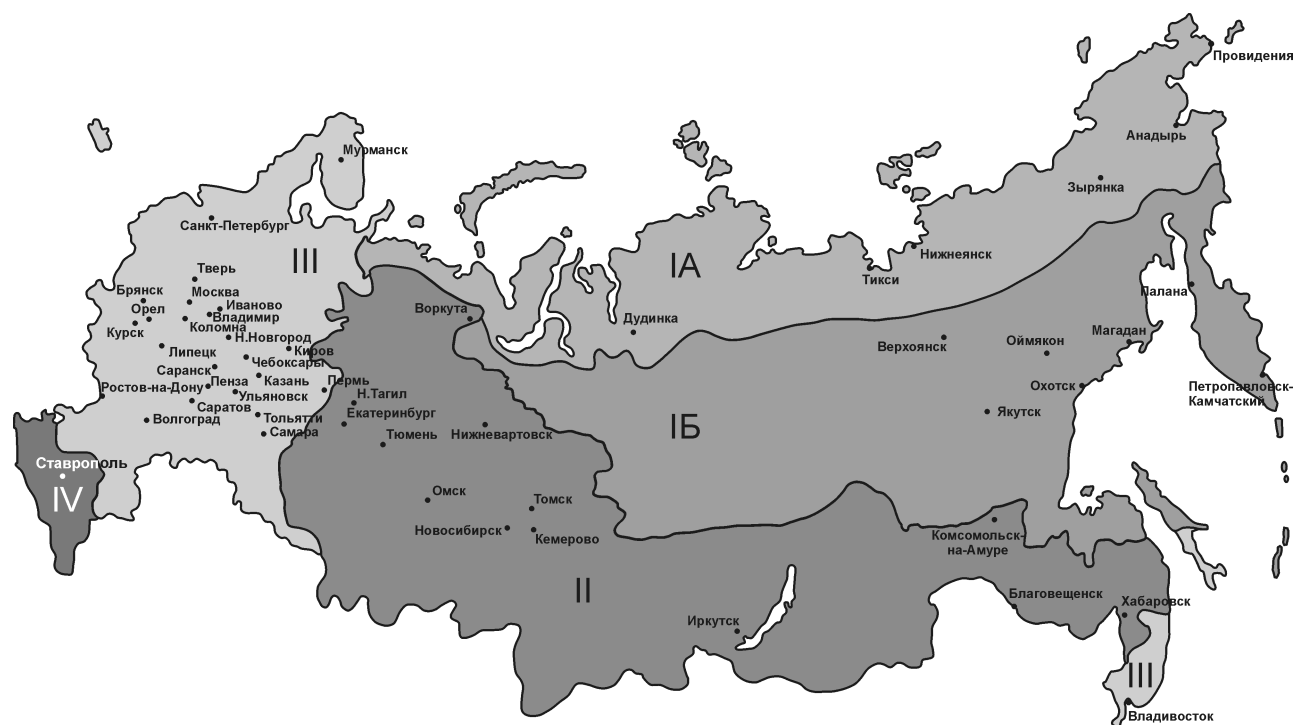 Провидения
Анадырь
Мурманск
Зырянка
Санкт-Петербург
III
IА
Нижнеянск
Тверь
Тикси
Брянск
Москва
Палана
Орел
Иваново
Воркута
Владимир
Дудинка
Курск
Коломна
Магадан
Н.Новгород
Оймякон
Верхоянск
Липецк
Киров
Чебоксары
Саранск
Казань
Пермь
Охотск
Петропавловск-
Камчатский
Ростов-на-Дону
Пенза
Ульяновск
Н.Тагил
Саратов
Екатеринбург
Якутск
Волгоград
Тольятти
Самара
Тюмень
Нижневартовск
IБ
Ставрополь
IV
Омск
Томск
Новосибирск
Кемерово
Комсомольск-
на-Амуре
II
Благовещенск
Хабаровск
Иркутск
III
Владивосток